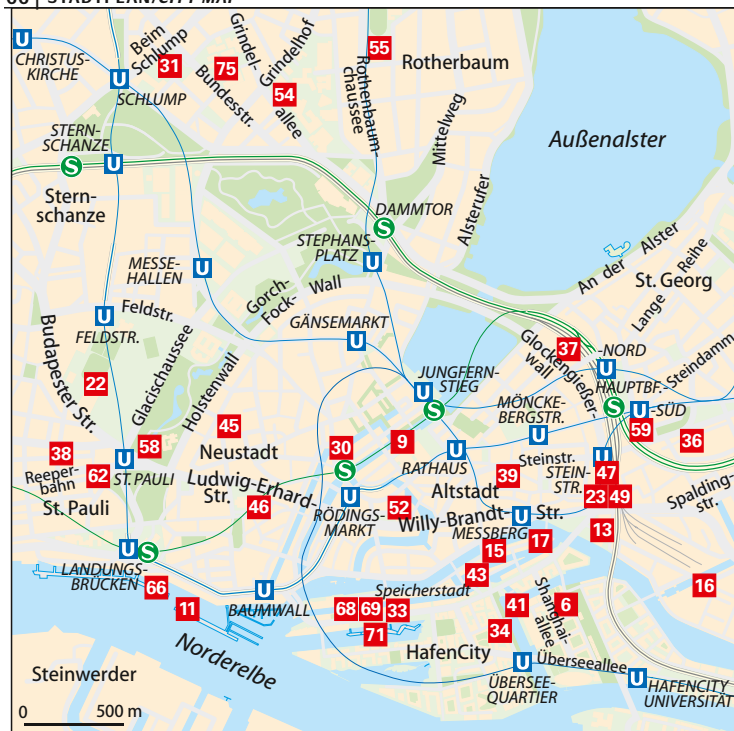 66 | STADTPLAN/CITY MAP
CHRISTUS-
KIRCHE
U
Beim
Schlump
31
U
SCHLUMP
75
Bundesstr.
Grindel-
allee
Grindelhof
54
55
Rothenbaum-
chaussee
Rotherbaum
Mittelweg
Außenalster
STERN-
SCHANZE
S
U
Stern-
schanze
Alsterufer
DAMMTOR
S
STEPHANS-
PLATZ
U
MESSE-
HALLEN
U
Gorch-
Fock-
Wall
An der Alster
St. Georg
Lange Reihe
Feldstr.
U
FELDSTR.
GÄNSEMARKT
U
Budapester Str.
22
Glacischaussee
Holstenwall
37
Glockengießer-
wall
-NORD
U
HAUPTBF.
S
Steindamm
U
-SÜD
JUNGFERN-
STIEG
U
S
MÖNCKE-
BERGSTR.
U
59
36
45
Neustadt
58
38
Reeper-
bahn
62
U
ST. PAULI
St. Pauli
30
S
9
U
RATHAUS
Steinstr.
39
Altstadt
U
STEIN-
STR.
47
23
49
Spalding-
str.
Ludwig-Erhard-
Str.
46
U
RÖDINGS-
MARKT
52
Willy-Brandt-
Str.
U
MESSBERG
17
13
15
43
16
U
S
LANDUNGS-
BRÜCKEN
66
11
U
BAUMWALL
Speicherstadt
68
69
33
71
41
Shanghai-
allee
6
34
HafenCity
Norderelbe
Steinwerder
U
Überseeallee
ÜBERSEE-
QUARTIER
U
HAFENCITY
UNIVERSITÄT
0
500 m